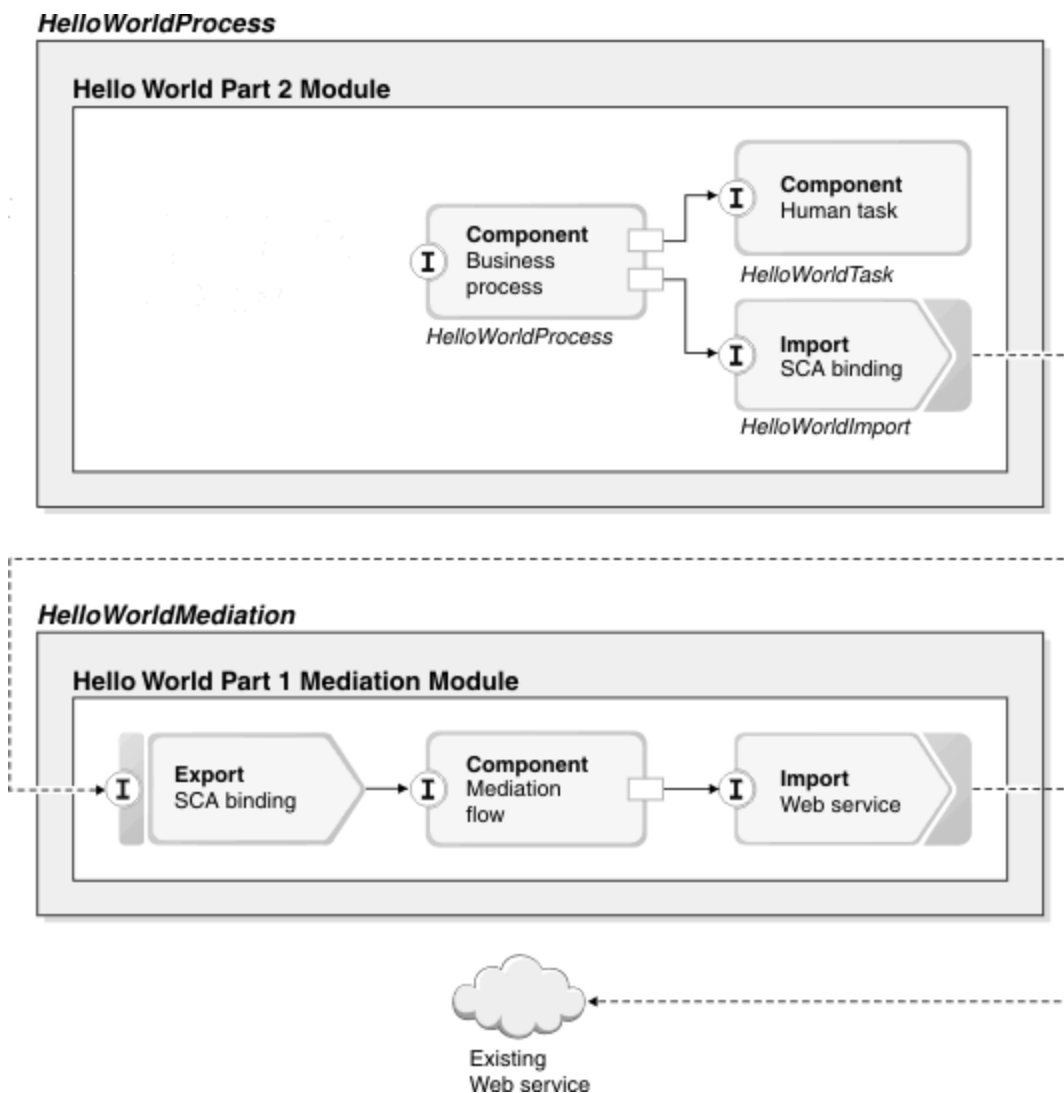 HelloWorldProcess
Hello World Part 2 Module
Component
Human task
I
HelloWorldTask
Component
Business
process
I
HelloWorldProcess
Import
SCA binding
I
HelloWorldImport
HelloWorldMediation
Hello World Part 1 Mediation Module
I
Export
SCA binding
I
Component
Mediation
flow
I
Import
Web service
Existing
Web service